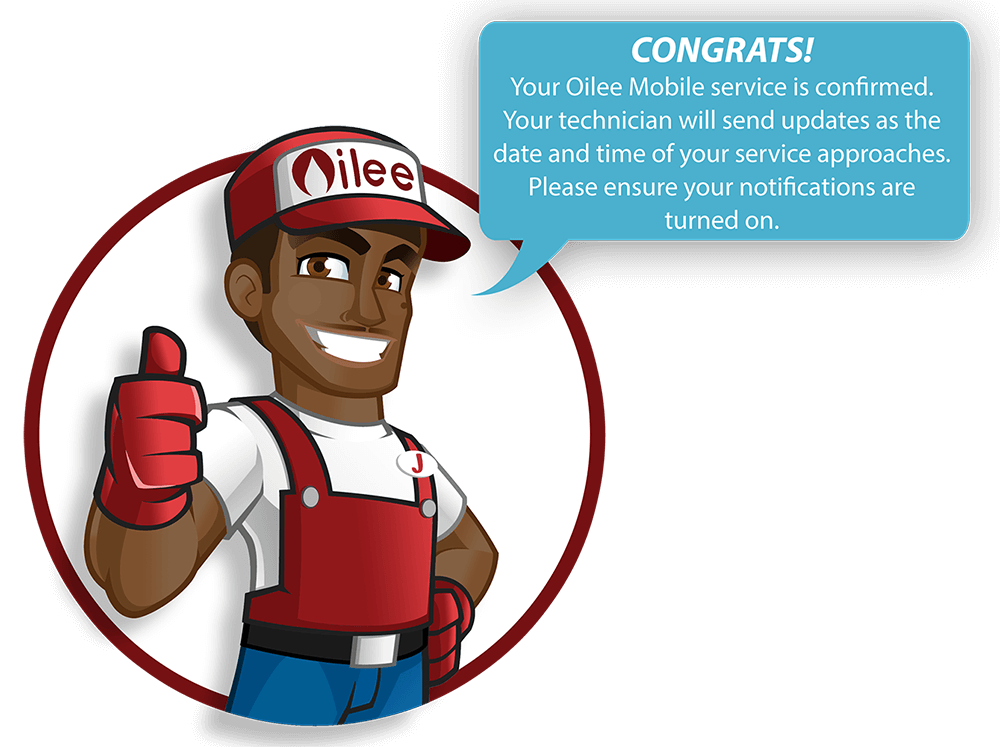 CONGRATS!
Your Oilee Mobile service is confirmed.
Your technician will send updates as the
date and time of your service approaches.
Please ensure your notifications are
turned on.
Oilee
J